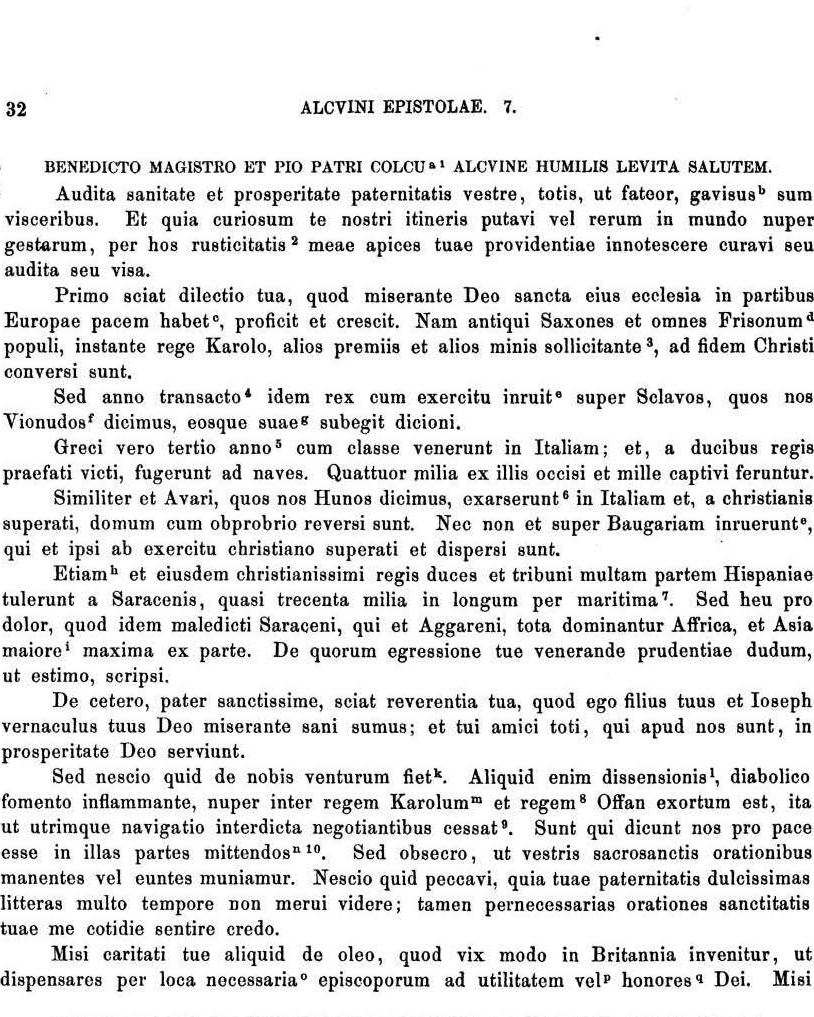 32 ALCVINI EPISTOLAE. 7.
BENEDICTO MAGISTRO ET PIO PATRI COLCU a 1 ALCVINE HUMILIS LEVITA SALUTEM.
Audita sanitate et prosperitate paternitatis vestre, totis, ut fateor, gavisus b sum
visceribus. Et quia curiosum te nostri itineris putavi vel rerum in mundo nuper
gestarum, per hos rusticitatis 2 meae apices tuae providentiae innotescere curavi seu
audita seu visa.
Primo sciat dilectio tua, quod miserante Deo sancta eius ecclesia in partibus
Europae pacem habet c, proficit et crescit. Nam antiqui Saxones et omnes Frisonum d
populi, instante rege Karolo, alios premiis et alios minis sollicitante 3, ad fidem Christi
conversi sunt.
Sed anno transacto 4 idem rex cum exercitu inruit e super Sclavos, quos nos
Vionudos f dicimus, eosque suae g subegit dicioni.
Greci vero tertio anno 5 cum classe venerunt in Italiam; et, a ducibus regis
praefati victi, fugerunt ad naves. Quattuor milia ex illis occisi et mille captivi feruntur.
Similiter et Avari, quos nos Hunos dicimus, exarserunt 6 in Italiam et, a christianis
superati, domum cum obprobrio reversi sunt. Nec non et super Baugariam inruerunt e,
qui et ipsi ab exercitu christiano superati et dispersi sunt.
Etiam h et eiusdem christianissimi regis duces et tribuni multam partem Hispaniae
tulerunt a Saracenis, quasi trecenta milia in longum per maritima 7. Sed heu pro
dolor, quod idem maledicti Saraceni, qui et Aggareni, tota dominantur Affrica, et Asia
maiore i maxima ex parte. De quorum egressione tue venerande prudentiae dudum,
ut estimo, scripsi.
De cetero, pater sanctissime, sciat reverentia tua, quod ego filius tuus et Ioseph
vernaculus tuus Deo miserante sani sumus; et tui amici toti, qui apud nos sunt, in
prosperitate Deo serviunt.
Sed nescio quid de nobis venturum fiet k. Aliquid enim dissensionis l, diabolico
fomento inflammante, nuper inter regem Karolum m et regem 8 Offan exortum est, ita
ut utrimque navigatio interdicta negotiantibus cessat 9. Sunt qui dicunt nos pro pace
esse in illas partes mittendos n 10. Sed obsecro, ut vestris sacrosanctis orationibus
manentes vel euntes muniamur. Nescio quid peccavi, quia tuae paternitatis dulcissimas
litteras multo tempore non merui videre; tamen pernecessarias orationes sanctitatis
tuae me cotidie sentire credo.
Misi caritati tue aliquid de oleo, quod vix modo in Britannia invenitur, ut
dispensares per loca necessaria o episcoporum ad utilitatem vel p honores q Dei. Misi